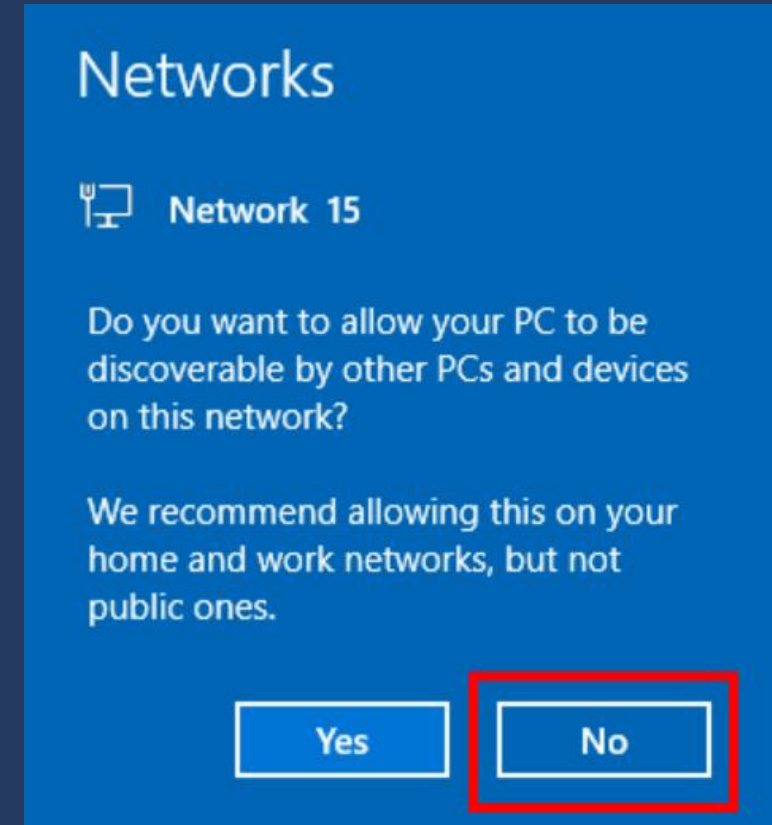 Networks
Network 15
Do you want to allow your PC to be
discoverable by other PCs and devices
on this network?
We recommend allowing this on your
home and work networks, but not
public ones.
Yes No